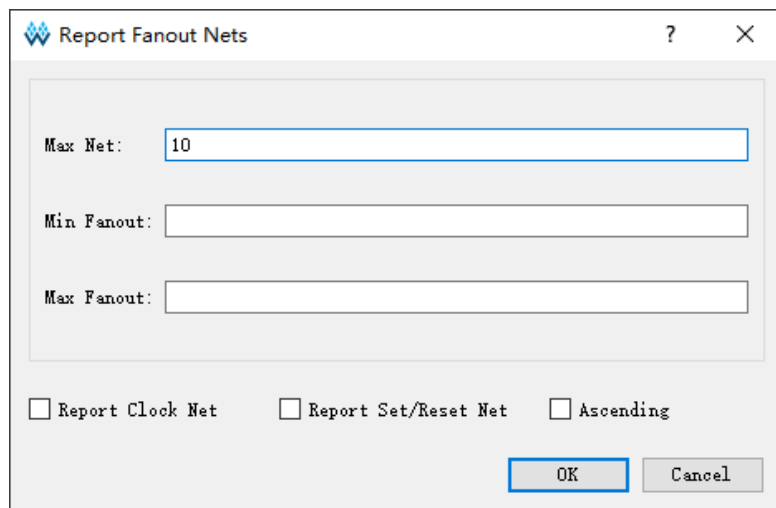 Report Fanout Nets ?
Max Net: 10
Min Fanout:
Max Fanout:
Report Clock Net Report Set/Reset Net Ascending
OK Cancel